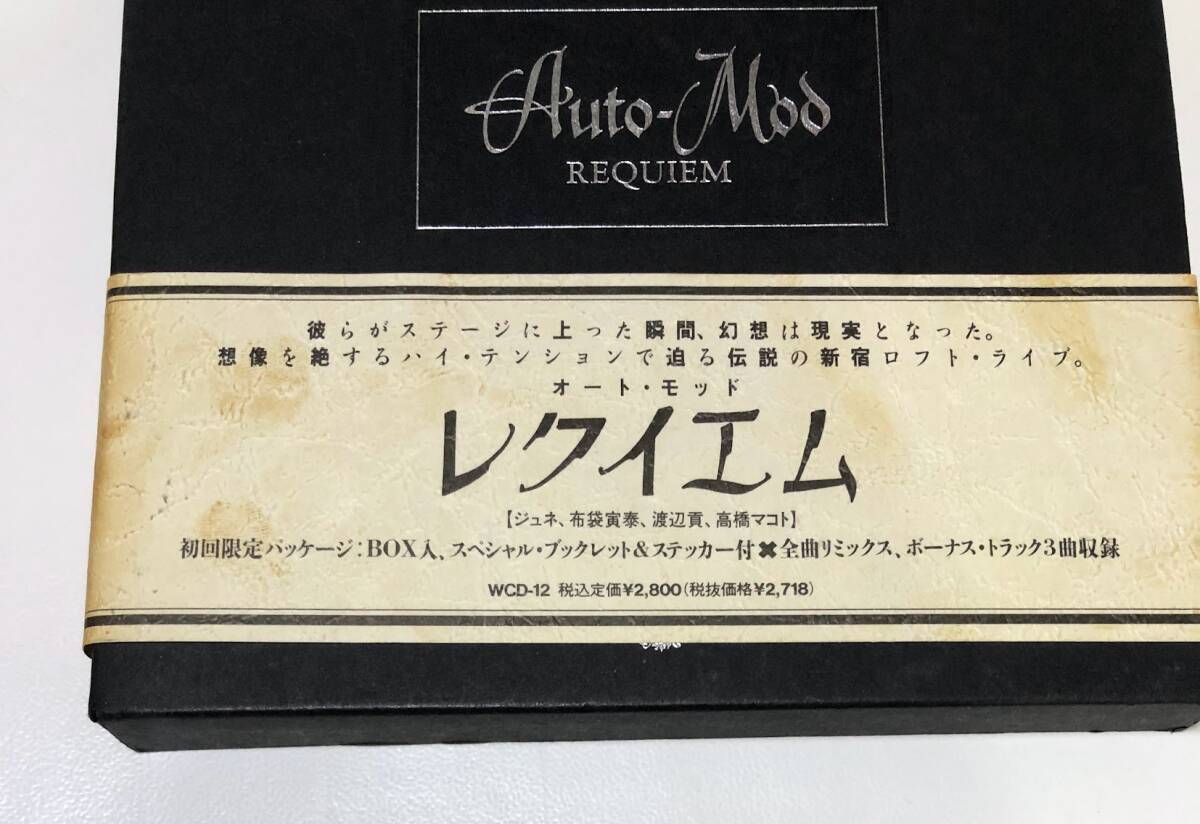 Auto-Mod
REQUIEM
彼らがステージに上った瞬間、幻想は現実となった。
想像を絶するハイ・テンションで迫る伝説の新宿ロフト・ライブ。
オート・モッド
レクイエム
【ジュネ、布袋寅泰、渡辺貢、高橋マコト】
初回限定パッケージ:BOX入、スペシャル・ブックレット&ステッカー付✖全曲リミックス、ボーナス・トラック3曲収録
WCD-12 税込定価¥2,800(税抜価格¥2,718)